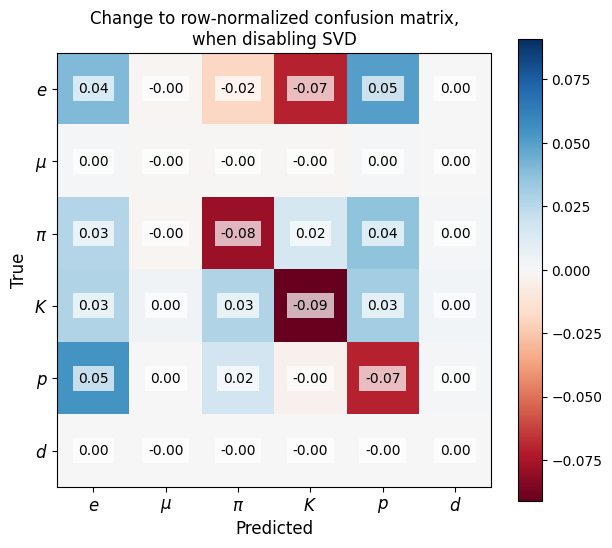 Change to row-normalized confusion matrix,
when disabling SVD
True
e 0.04 -0.00 -0.02 -0.07 0.05 0.00
μ 0.00 -0.00 -0.00 -0.00 0.00 0.00
π 0.03 -0.00 -0.08 0.02 0.04 0.00
K 0.03 0.00 0.03 -0.09 0.03 0.00
p 0.05 0.00 0.02 -0.00 -0.07 0.00
d 0.00 -0.00 -0.00 -0.00 -0.00 0.00
e μ π K p d
Predicted
0.075
0.050
0.025
0.000
−0.025
−0.050
−0.075